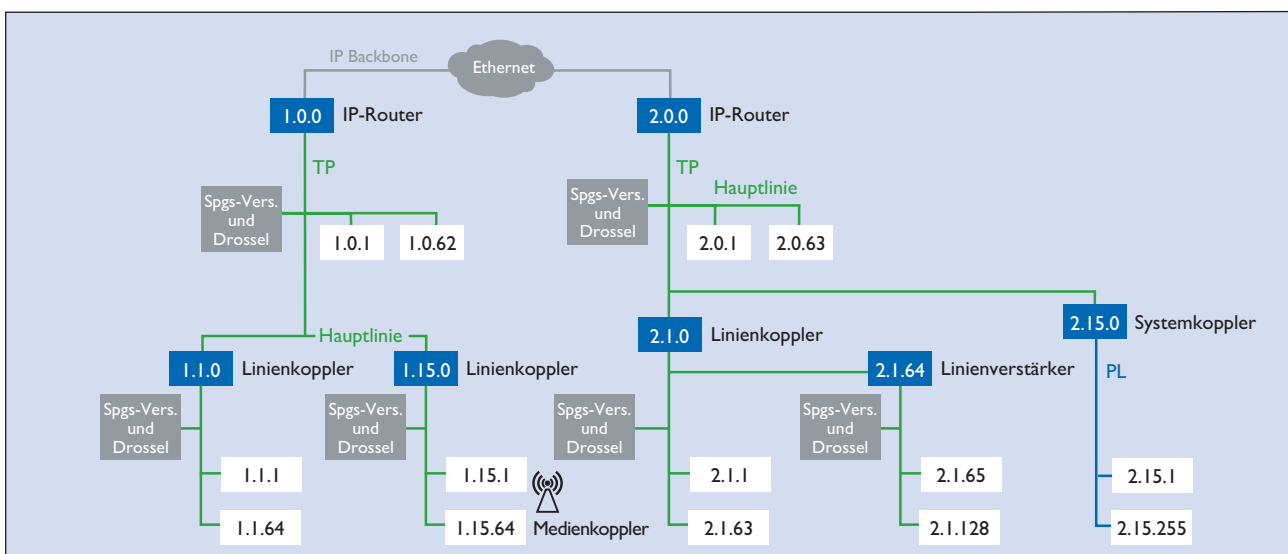 IP Backbone
Ethernet
1.0.0 IP-Router
2.0.0 IP-Router
TP
TP
Spgs-Vers.
und
Drossel
1.0.1
1.0.62
Spgs-Vers.
und
Drossel
Hauptlinie
2.0.1
2.0.63
Hauptlinie
1.1.0 Linienkoppler
1.15.0 Linienkoppler
2.1.0 Linienkoppler
2.15.0 Systemkoppler
2.1.64 Linienverstärker
PL
Spgs-Vers.
und
Drossel
Spgs-Vers.
und
Drossel
Spgs-Vers.
und
Drossel
Spgs-Vers.
und
Drossel
1.1.1
1.15.1
2.1.1
2.1.65
2.15.1
1.1.64
1.15.64
Medienkoppler
2.1.63
2.1.128
2.15.255